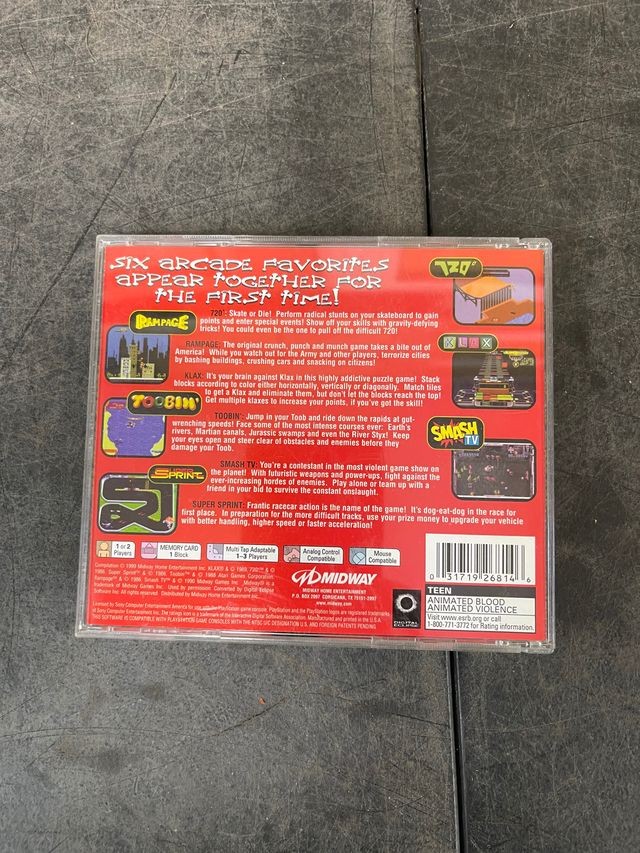 SIX ARCADE FAVORITES
APPEAR TOGETHER FOR
THE FIRST TIME!
720°
720°: Skate or Die! Perform radical stunts on your skateboard to gain
points and enter special events! Show off your skills with gravity-defying
tricks! You could even be the one to pull off the difficult 720!
RAMPAGE
RAMPAGE: The original crunch, punch and munch game takes a bite out of
America! While you watch out for the Army and other players, terrorize cities
by bashing buildings, crushing cars and snacking on citizens!
KLAX
KLAX: It's your brain against Klax in this highly addictive puzzle game! Stack
blocks according to color either horizontally, vertically or diagonally. Match tiles
to get a Klax and eliminate them, but don't let the blocks reach the top!
Get multiple klaxes to increase your points, if you've got the skill!
TOOBIN'
TOOBIN': Jump in your Toob and ride down the rapids at gut-
wrenching speeds! Face some of the most intense courses ever: Earth's
rivers, Martian canals, Jurassic swamps and even the River Styx! Keep
your eyes open and steer clear of obstacles and enemies before they
damage your Toob.
SMASH
TV
SMASH TV: You're a contestant in the most violent game show on
the planet! With futuristic weapons and power-ups, fight against the
ever-increasing hordes of enemies. Play alone or team up with a
friend in your bid to survive the constant onslaught.
SUPER
SPRINT
SUPER SPRINT: Frantic racecar action is the name of the game! It's dog-eat-dog in the race for
first place. In preparation for the more difficult tracks, use your prize money to upgrade your vehicle
with better handling, higher speed or faster acceleration!
1 or 2
Players
MEMORY CARD
1 Block
Multi Tap Adaptable
1-3 Players
Analog Control
Compatible
Mouse
Compatible
MIDWAY
MIDWAY HOME ENTERTAINMENT
P.O. BOX 2097 CORSICANA, TX 75151-2097
www.midway.com
DIGITAL
ECLIPSE
0 31719 26814 6
TEEN
ANIMATED BLOOD
ANIMATED VIOLENCE
Visit www.esrb.org or call
1-800-771-3772 for Rating information.